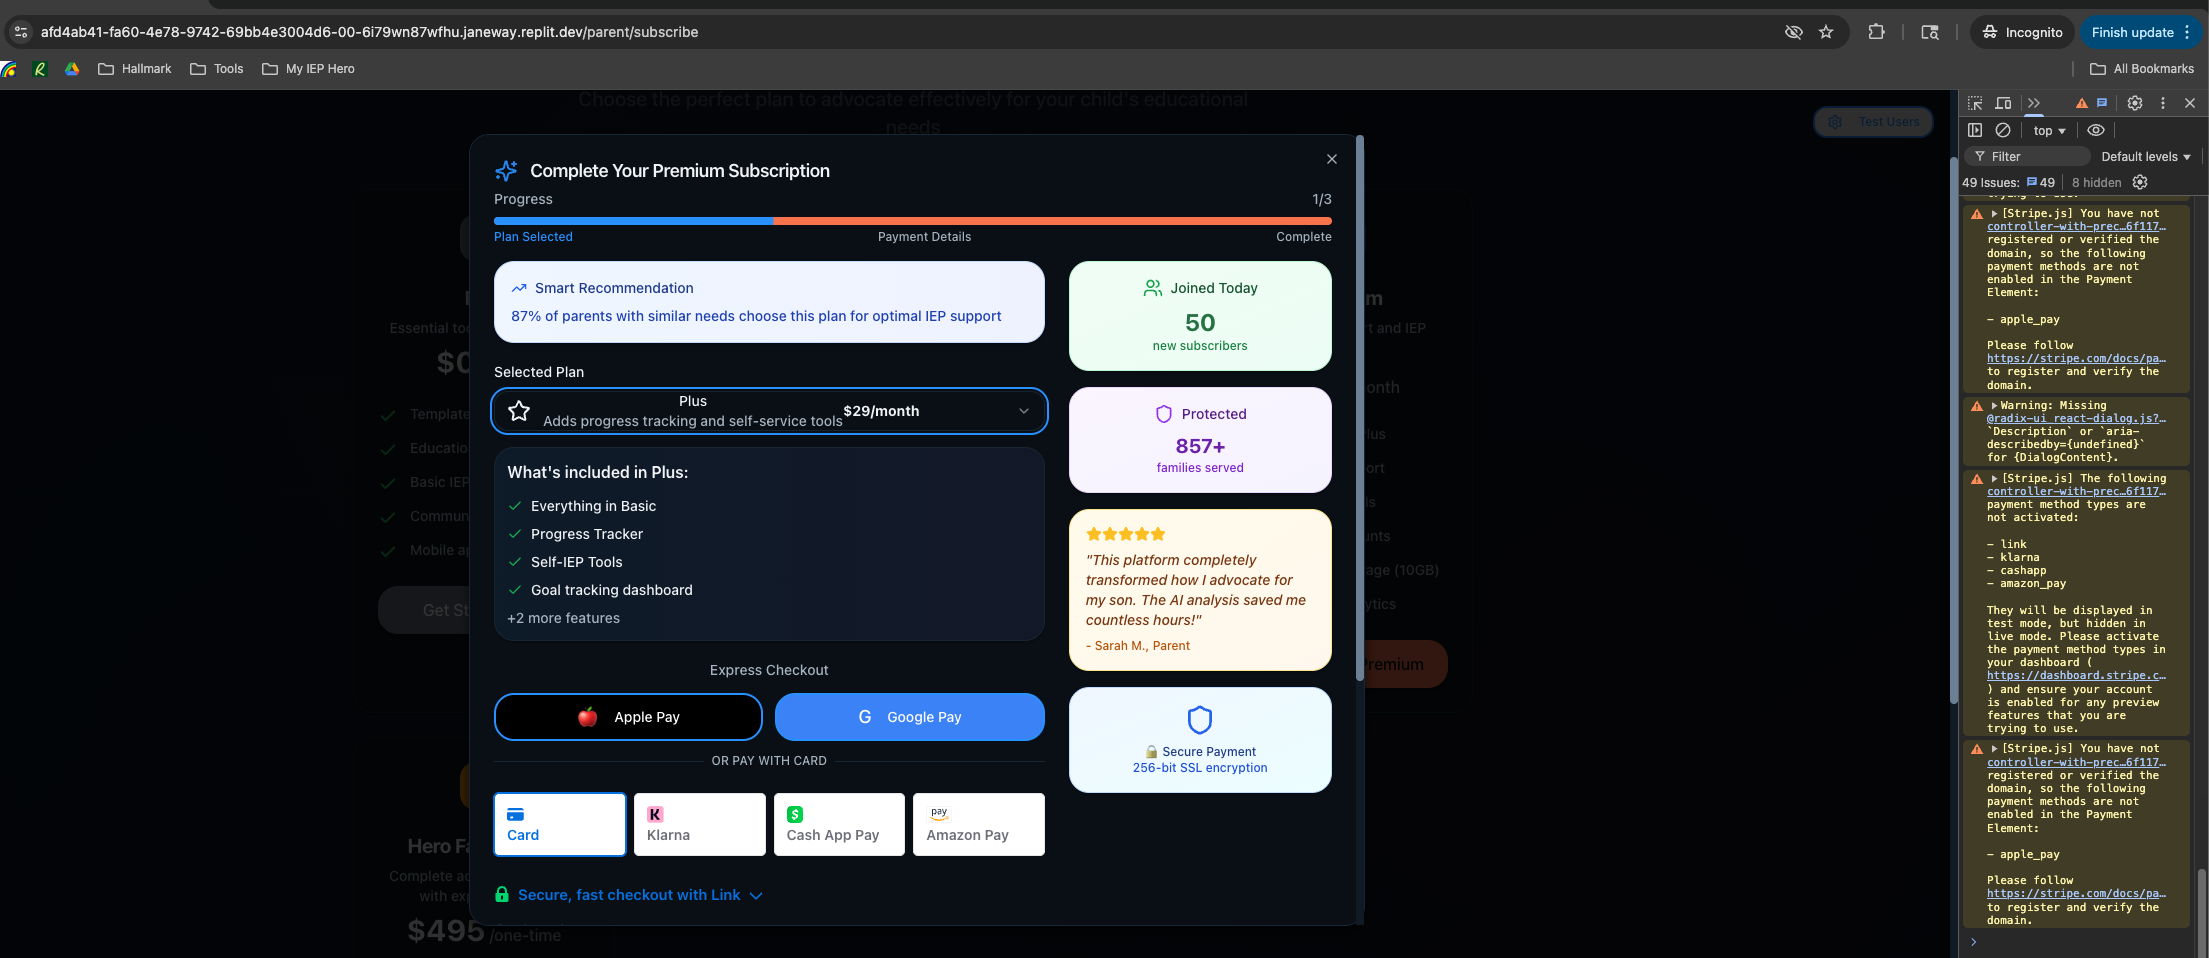 afd4ab41-fa60-4e78-9742-69bb4e3004d6-00-6i79wn87wfhu.janeway.replit.dev/parent/subscribe
Incognito
Finish update
Hallmark
Tools
My IEP Hero
All Bookmarks
Choose the perfect plan to advocate effectively for your child's educational
needs
Test Users
Essential
$0
Template
Educatio
Basic IEP
Commun
Mobile a
Get St
Hero Fa
Complete
with
$495 /one-time
Complete Your Premium Subscription
Progress
1/3
Plan Selected
Payment Details
Complete
Smart Recommendation
87% of parents with similar needs choose this plan for optimal IEP support
Selected Plan
Plus
Adds progress tracking and self-service tools
$29/month
What's included in Plus:
Everything in Basic
Progress Tracker
Self-IEP Tools
Goal tracking dashboard
+2 more features
Express Checkout
Apple Pay
G Google Pay
OR PAY WITH CARD
Card
K
Klarna
$
Cash App Pay
pay
Amazon Pay
Secure, fast checkout with Link
Joined Today
50
new subscribers
Protected
857+
families served
"This platform completely
transformed how I advocate for
my son. The AI analysis saved me
countless hours!"
- Sarah M., Parent
Secure Payment
256-bit SSL encryption
m
rt and IEP
onth
lus
ort
ls
unts
age (10GB)
ytics
Premium
top
Filter
Default levels
49 Issues: 49
8 hidden
[Stripe.js] You have not
controller-with-prec…6f117…
registered or verified the
domain, so the following
payment methods are not
enabled in the Payment
Element:
- apple_pay
Please follow
https://stripe.com/docs/pa…
to register and verify the
domain.
Warning: Missing
@radix-ui_react-dialog.js?…
`Description` or `aria-
describedby={undefined}`
for {DialogContent}.
[Stripe.js] The following
controller-with-prec…6f117…
payment method types are
not activated:
- link
- klarna
- cashapp
- amazon_pay
They will be displayed in
test mode, but hidden in
live mode. Please activate
the payment method types in
your dashboard (
https://dashboard.stripe.c…
) and ensure your account
is enabled for any preview
features that you are
trying to use.
[Stripe.js] You have not
controller-with-prec…6f117…
registered or verified the
domain, so the following
payment methods are not
enabled in the Payment
Element:
- apple_pay
Please follow
https://stripe.com/docs/pa…
to register and verify the
domain.